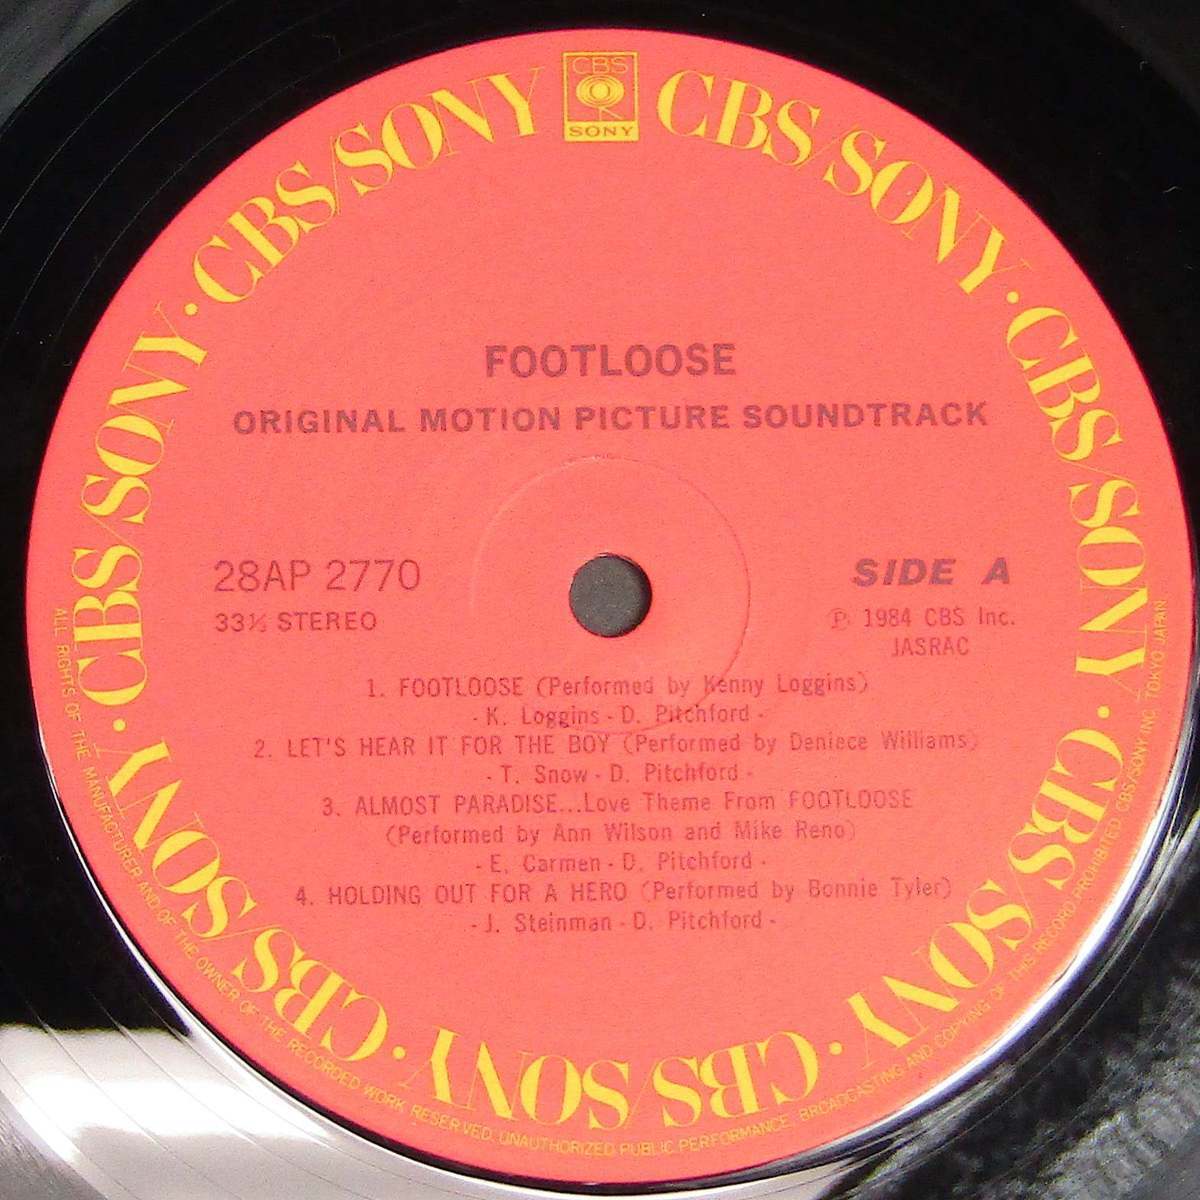 CBS
SONY
CBS/SONY · CBS/SONY · CBS/SONY · CBS/SONY · CBS/SONY · CBS/SONY · CBS/SONY · CBS/SONY
FOOTLOOSE
ORIGINAL MOTION PICTURE SOUNDTRACK
28AP 2770
33⅓ STEREO
SIDE A
Ⓟ 1984 CBS Inc.
JASRAC
1. FOOTLOOSE (Performed by Kenny Loggins)
- K. Loggins - D. Pitchford -
2. LET'S HEAR IT FOR THE BOY (Performed by Deniece Williams)
- T. Snow - D. Pitchford -
3. ALMOST PARADISE...Love Theme From FOOTLOOSE
(Performed by Ann Wilson and Mike Reno)
- E. Carmen - D. Pitchford -
4. HOLDING OUT FOR A HERO (Performed by Bonnie Tyler)
- J. Steinman - D. Pitchford -
ALL RIGHTS OF THE MANUFACTURER AND OF THE OWNER OF THE RECORDED WORK RESERVED. UNAUTHORIZED PUBLIC PERFORMANCE, BROADCASTING AND COPYING OF THIS RECORD PROHIBITED. CBS/SONY INC. TOKYO JAPAN